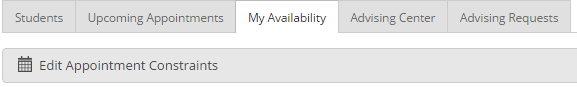 Students Upcoming Appointments My Availability Advising Center Advising Requests
Edit Appointment Constraints